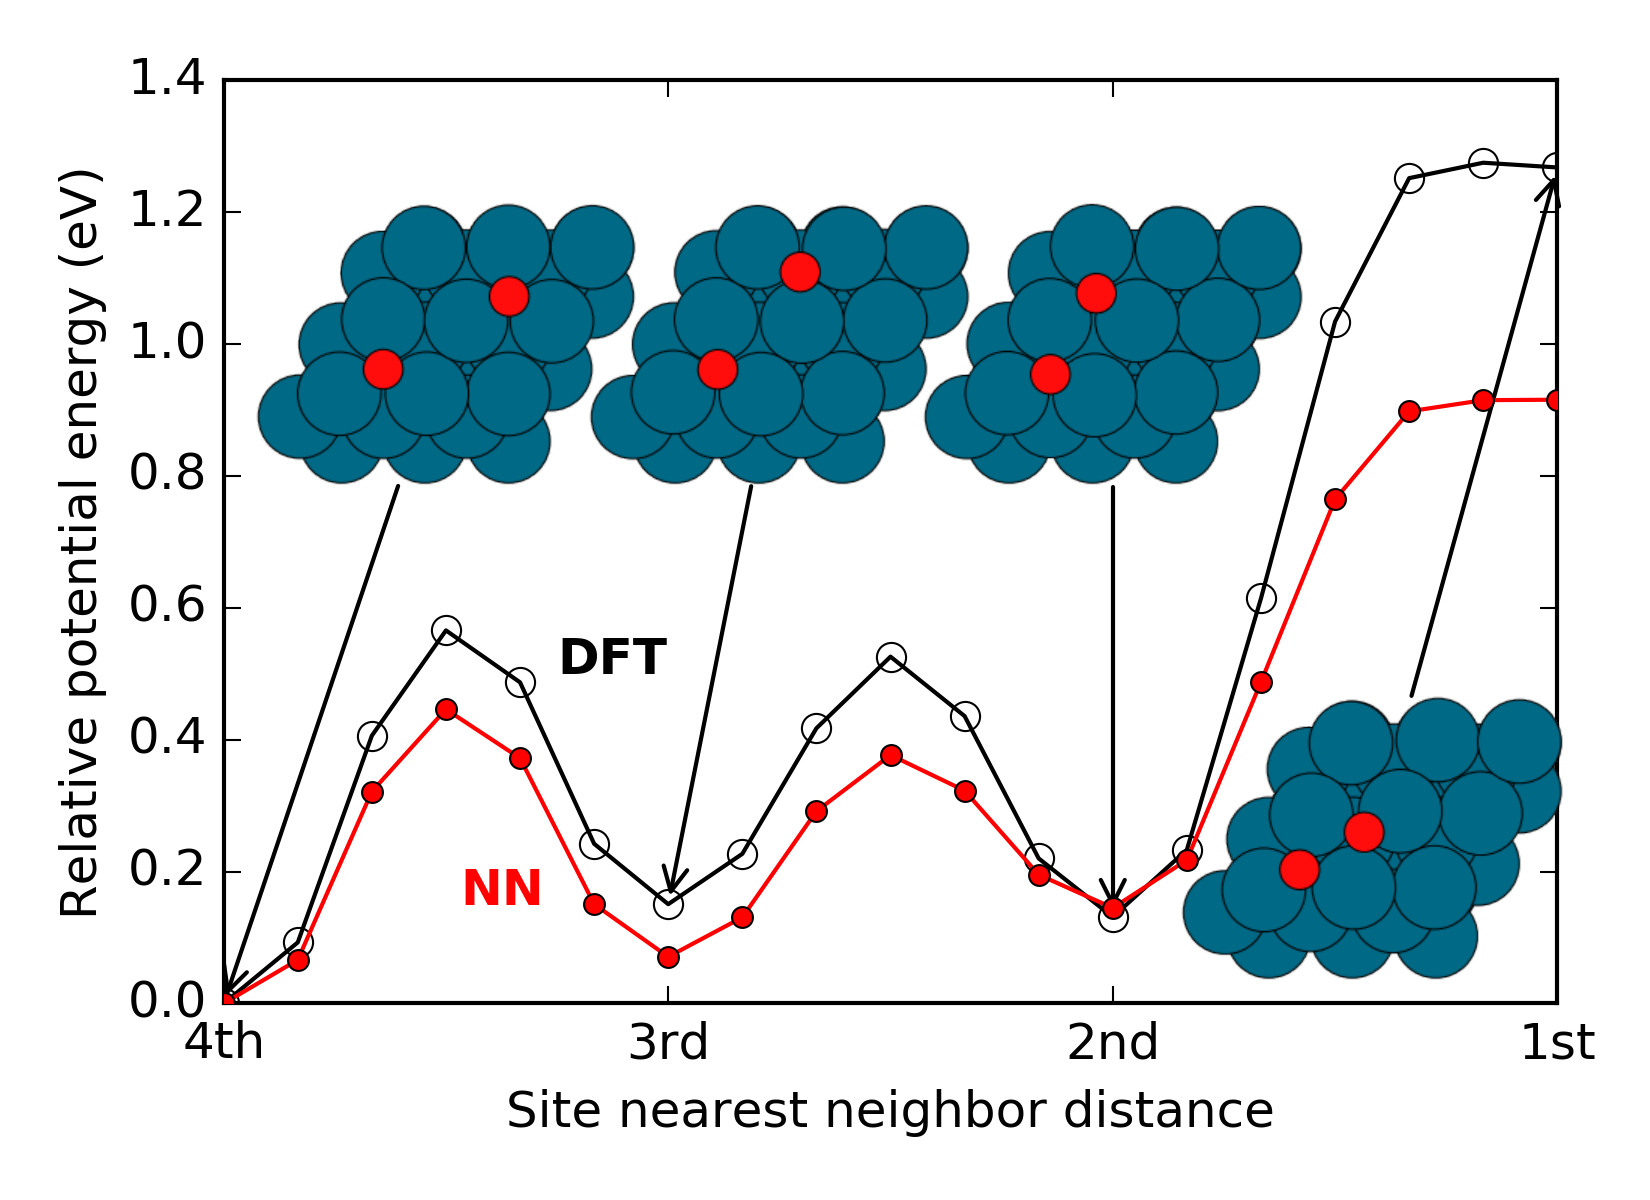 Relative potential energy (eV)
1.4
1.2
1.0
0.8
0.6
0.4
0.2
0.0
DFT
NN
4th 3rd 2nd 1st
Site nearest neighbor distance